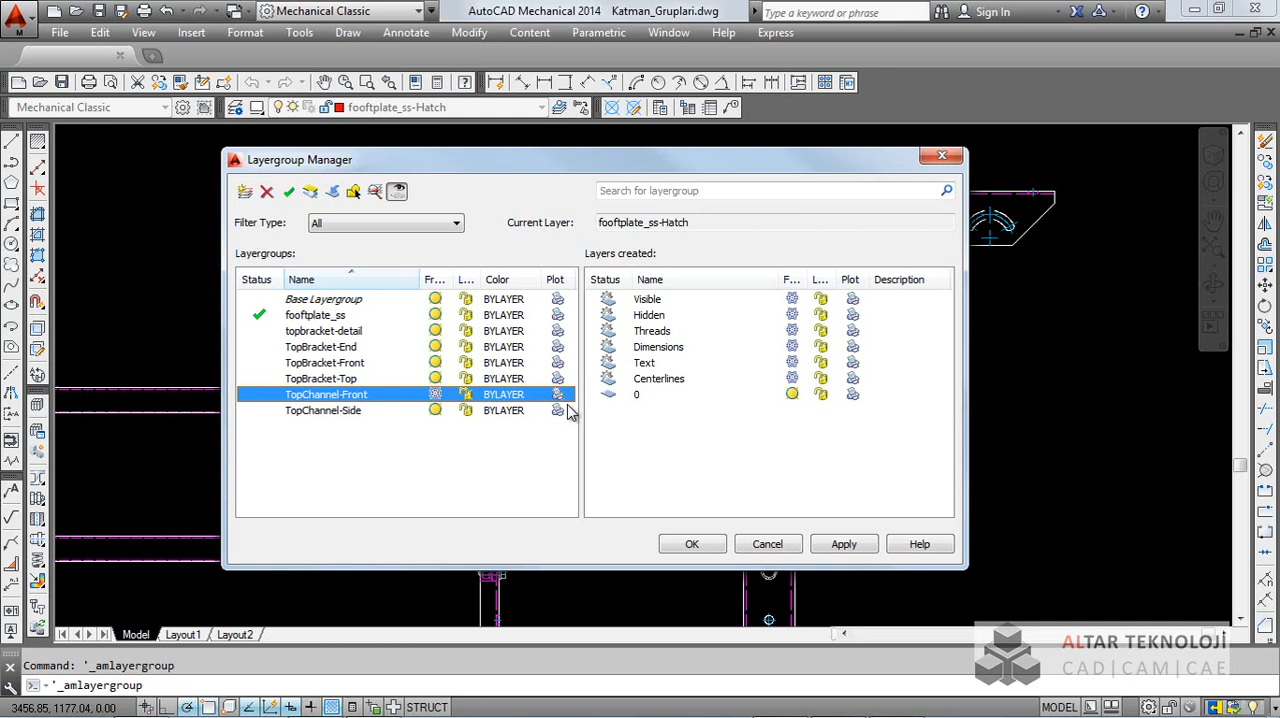 Mechanical Classic
AutoCAD Mechanical 2014 Katman_Gruplari.dwg
Type a keyword or phrase
Sign In
File Edit View Insert Format Tools Draw Annotate Modify Content Parametric Window Help Express
Mechanical Classic
fooftplate_ss-Hatch
Layergroup Manager
Search for layergroup
Filter Type: All Current Layer: fooftplate_ss-Hatch
Layergroups: Layers created:
Status Name Fr... L... Color Plot Status Name F... L... Plot Description
Base Layergroup BYLAYER Visible
fooftplate_ss BYLAYER Hidden
topbracket-detail BYLAYER Threads
TopBracket-End BYLAYER Dimensions
TopBracket-Front BYLAYER Text
TopBracket-Top BYLAYER Centerlines
TopChannel-Front BYLAYER 0
TopChannel-Side BYLAYER
OK Cancel Apply Help
Model Layout1 Layout2
ALTAR TEKNOLOJİ
CAD|CAM|CAE
Command: '_amlayergroup
'_amlayergroup
3456.85, 1177.04, 0.00 STRUCT MODEL